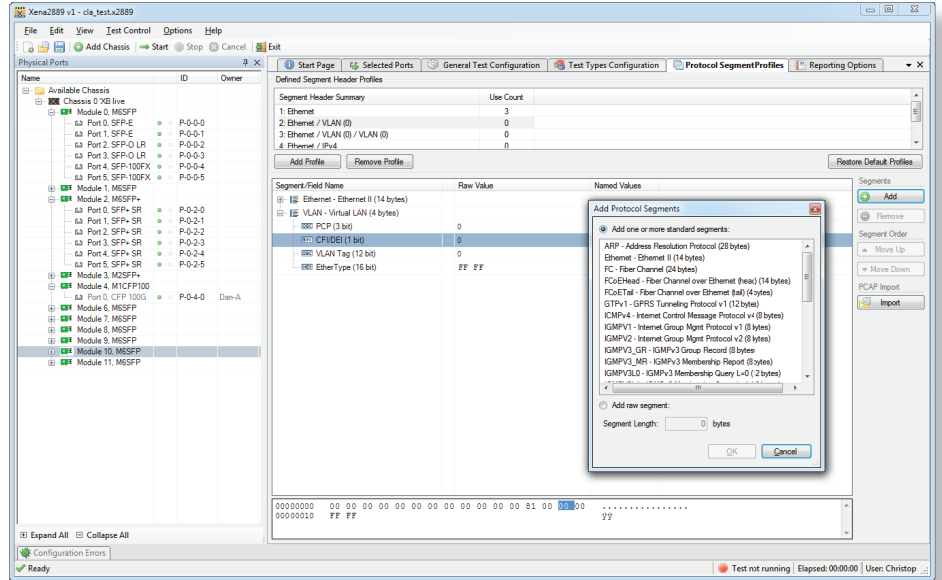 Xena2889 v1 - cla_test.x2889
File Edit View Test Control Options Help
Add Chassis Start Stop Cancel Exit
Physical Ports
Name ID Owner
Available Chassis
Chassis 0 'XB live
Module 0, M6SFP
Port 0, SFP-E P-0-0-0
Port 1, SFP-E P-0-0-1
Port 2, SFP-O LR P-0-0-2
Port 3, SFP-O LR P-0-0-3
Port 4, SFP-100FX P-0-0-4
Port 5, SFP-100FX P-0-0-5
Module 1, M6SFP
Module 2, M6SFP+
Port 0, SFP+ SR P-0-2-0
Port 1, SFP+ SR P-0-2-1
Port 2, SFP+ SR P-0-2-2
Port 3, SFP+ SR P-0-2-3
Port 4, SFP+ SR P-0-2-4
Port 5, SFP+ SR P-0-2-5
Module 3, M2SFP+
Module 4, M1CFP100
Port 0, CFP 100G P-0-4-0 Dan-A
Module 6, M6SFP
Module 7, M6SFP
Module 8, M6SFP
Module 9, M6SFP
Module 10, M6SFP
Module 11, M6SFP
Expand All Collapse All
Start Page Selected Ports General Test Configuration Test Types Configuration Protocol SegmentProfiles Reporting Options
Defined Segment Header Profiles
Segment Header Summary Use Count
1: Ethernet 3
2: Ethernet / VLAN (0) 0
3: Ethernet / VLAN (0) / VLAN (0) 0
4: Ethernet / IPv4 0
Add Profile Remove Profile Restore Default Profiles
Segment/Field Name Raw Value Named Values
Ethernet - Ethernet II (14 bytes)
VLAN - Virtual LAN (4 bytes)
DEC PCP (3 bit) 0
CFI/DEI (1 bit) 0
DEC VLAN Tag (12 bit) 0
HEX EtherType (16 bit) FF FF
Add Protocol Segments
Add one or more standard segments:
ARP - Address Resolution Protocol (28 bytes)
Ethernet - Ethernet II (14 bytes)
FC - Fiber Channel (24 bytes)
FCoEHead - Fiber Channel over Ethernet (head) (14 bytes)
FCoETail - Fiber Channel over Ethernet (tail) (4 bytes)
GTPv1 - GPRS Tunneling Protocol v1 (12 bytes)
ICMPv4 - Internet Control Message Protocol v4 (8 bytes)
IGMPV1 - Internet Group Mgmt Protocol v1 (8 bytes)
IGMPV2 - Internet Group Mgmt Protocol v2 (8 bytes)
IGMPV3_GR - IGMPv3 Group Record (8 bytes)
IGMPV3_MR - IGMPv3 Membership Report (8 bytes)
IGMPV3L0 - IGMPv3 Membership Query L=0 (12 bytes)
Add raw segment:
Segment Length: 0 bytes
OK Cancel
Segments
Add
Remove
Segment Order
Move Up
Move Down
PCAP Import
Import
00000000 00 00 00 00 00 00 00 00 00 00 00 00 81 00 00 00 ................
00000010 FF FF ÿÿ
Configuration Errors
Ready Test not running Elapsed: 00:00:00 User: Christop